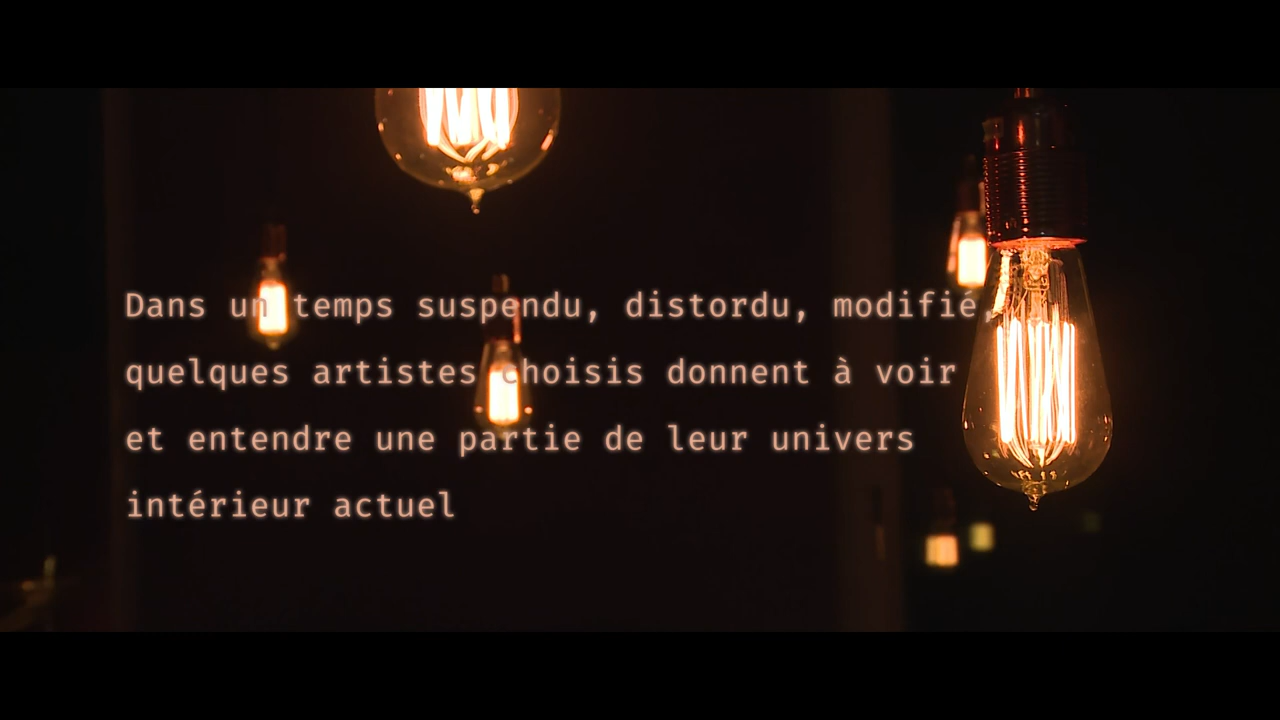 Dans un temps suspendu, distordu, modifié,
quelques artistes choisis donnent à voir
et entendre une partie de leur univers
intérieur actuel